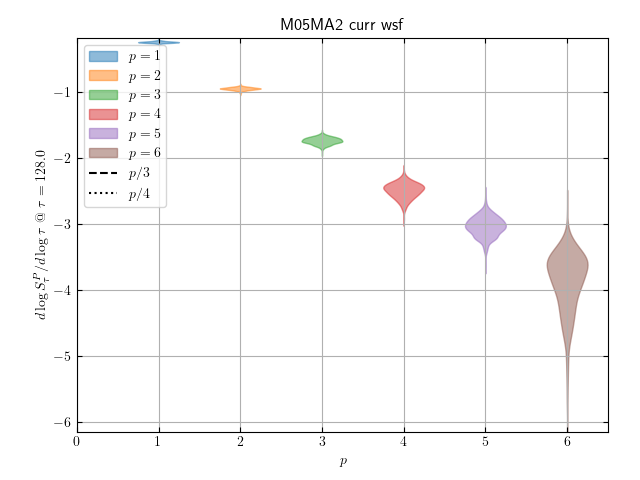 M05MA2 curr wsf
p = 1
p = 2
p = 3
p = 4
p = 5
p = 6
p/3
p/4
d log S_τ^P / d log τ @ τ = 128.0
−1
−2
−3
−4
−5
−6
0 1 2 3 4 5 6
p